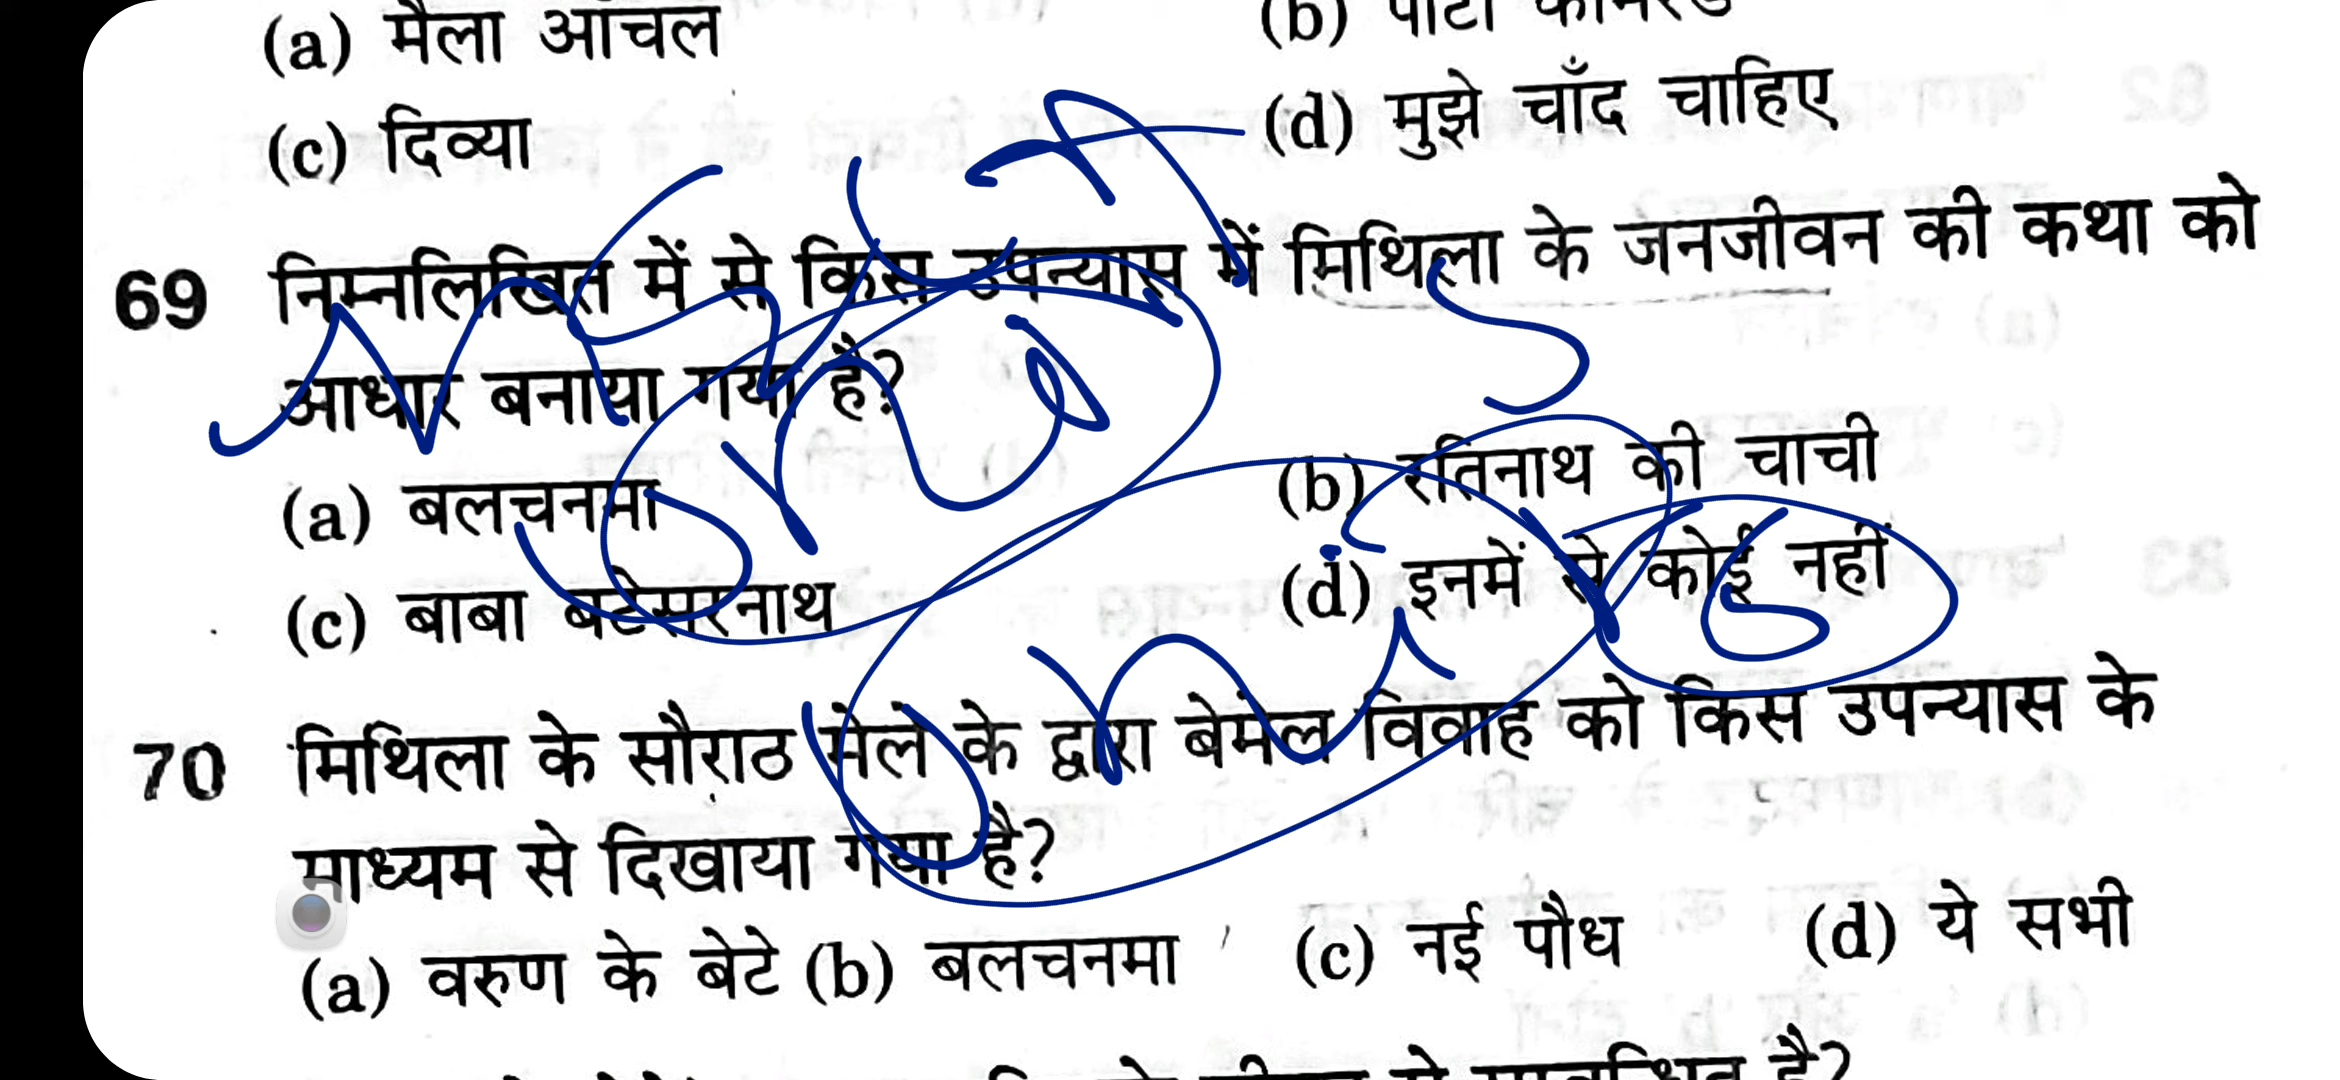 (a) मैला आँचल
(c) दिव्या
(d) मुझे चाँद चाहिए
69 निम्नलिखित में से किस उपन्यास में मिथिला के जनजीवन की कथा को
आधार बनाया गया है?
(a) बलचनमा
(b) रतिनाथ की चाची
(c) बाबा बटेसरनाथ
(d) इनमें से कोई नहीं
70 मिथिला के सौराठ मेले के द्वारा बेमेल विवाह को किस उपन्यास के
माध्यम से दिखाया गया है?
(a) वरुण के बेटे (b) बलचनमा (c) नई पौध (d) ये सभी